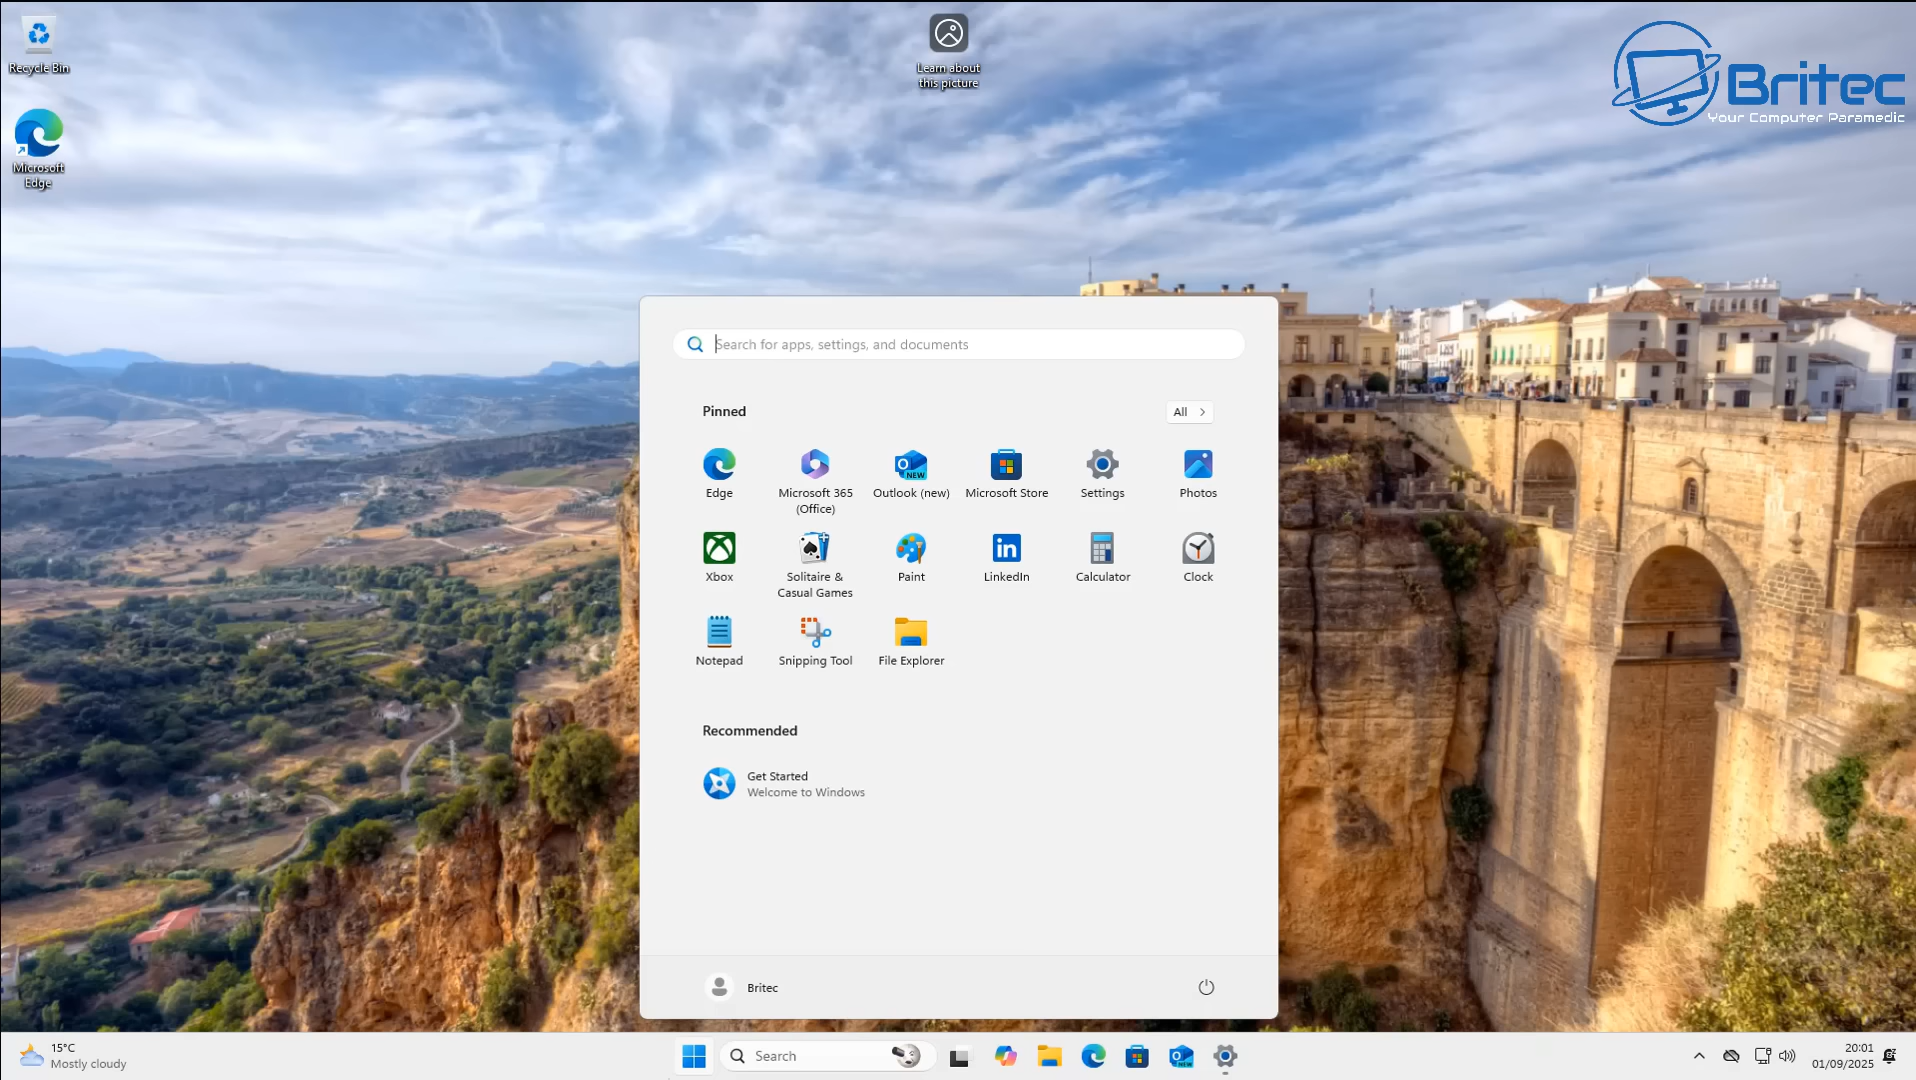 Recycle Bin
Learn about
this picture
Britec
Your Computer Paramedic
Microsoft
Edge
Search for apps, settings, and documents
Pinned
All
Edge
Microsoft 365
(Office)
Outlook (new)
Microsoft Store
Settings
Photos
Xbox
Solitaire &
Casual Games
Paint
LinkedIn
Calculator
Clock
Notepad
Snipping Tool
File Explorer
Recommended
Get Started
Welcome to Windows
Britec
15°C
Mostly cloudy
Search
20:01
01/09/2025